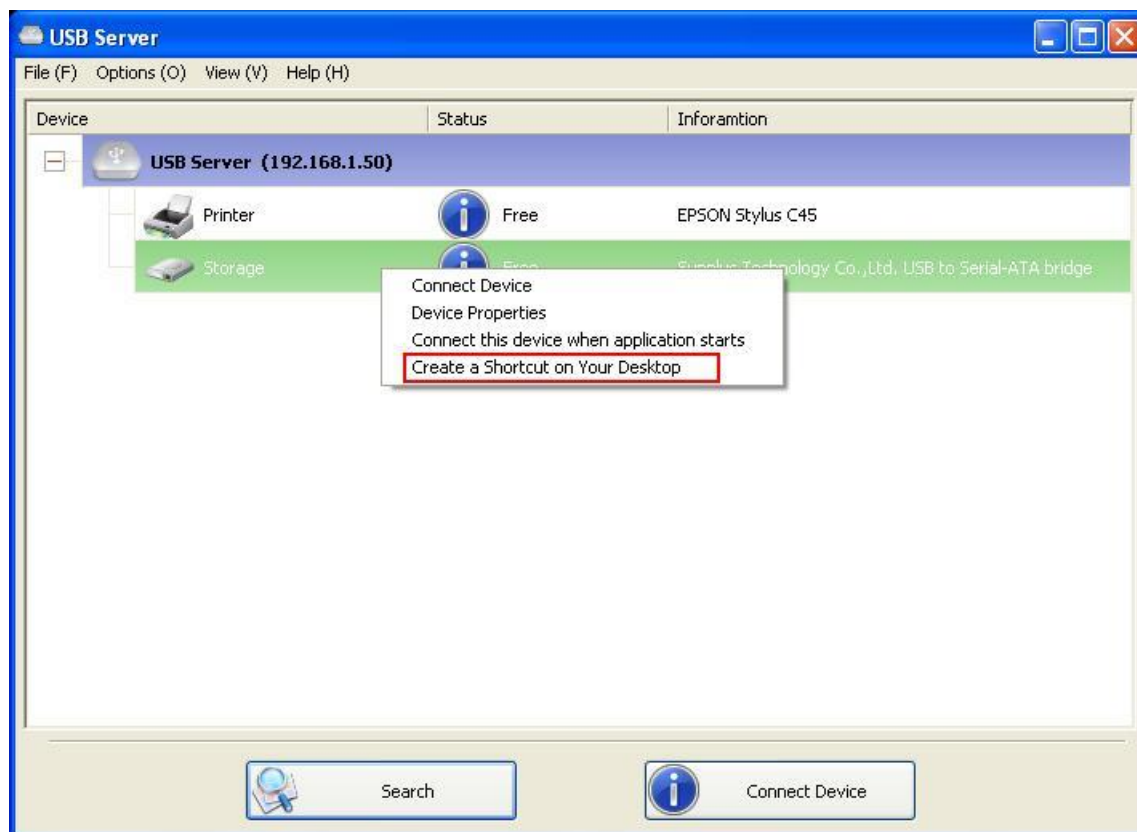 USB Server
File (F) Options (O) View (V) Help (H)
Device Status Inforamtion
USB Server (192.168.1.50)
Printer Free EPSON Stylus C45
Storage Free Sunplus Technology Co.,Ltd. USB to Serial-ATA bridge
Connect Device
Device Properties
Connect this device when application starts
Create a Shortcut on Your Desktop
Search Connect Device